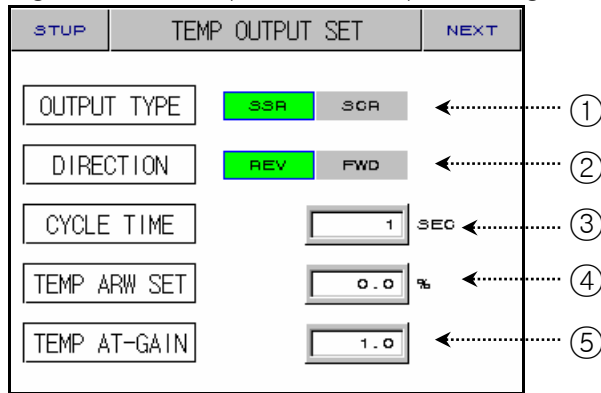 STUP TEMP OUTPUT SET NEXT
OUTPUT TYPE SSR SCR ①
DIRECTION REV FWD ②
CYCLE TIME 1 SEC ③
TEMP ARW SET 0.0 % ④
TEMP AT-GAIN 1.0 ⑤